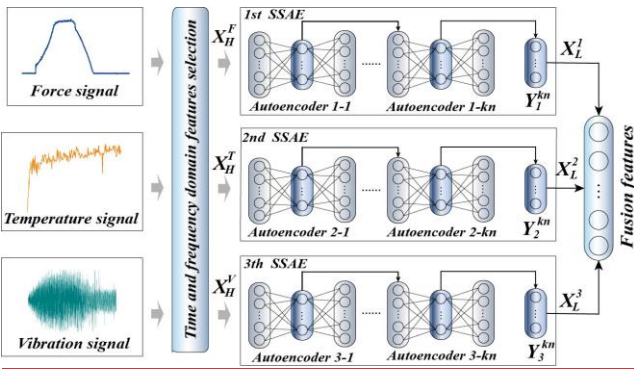 Force signal
Temperature signal
Vibration signal
Time and frequency domain features selection
X_H^F
X_H^T
X_H^V
1st SSAE
Autoencoder 1-1
......
Autoencoder 1-kn
Y_1^{kn}
2nd SSAE
Autoencoder 2-1
......
Autoencoder 2-kn
Y_2^{kn}
3th SSAE
Autoencoder 3-1
......
Autoencoder 3-kn
Y_3^{kn}
X_L^1
X_L^2
X_L^3
Fusion features